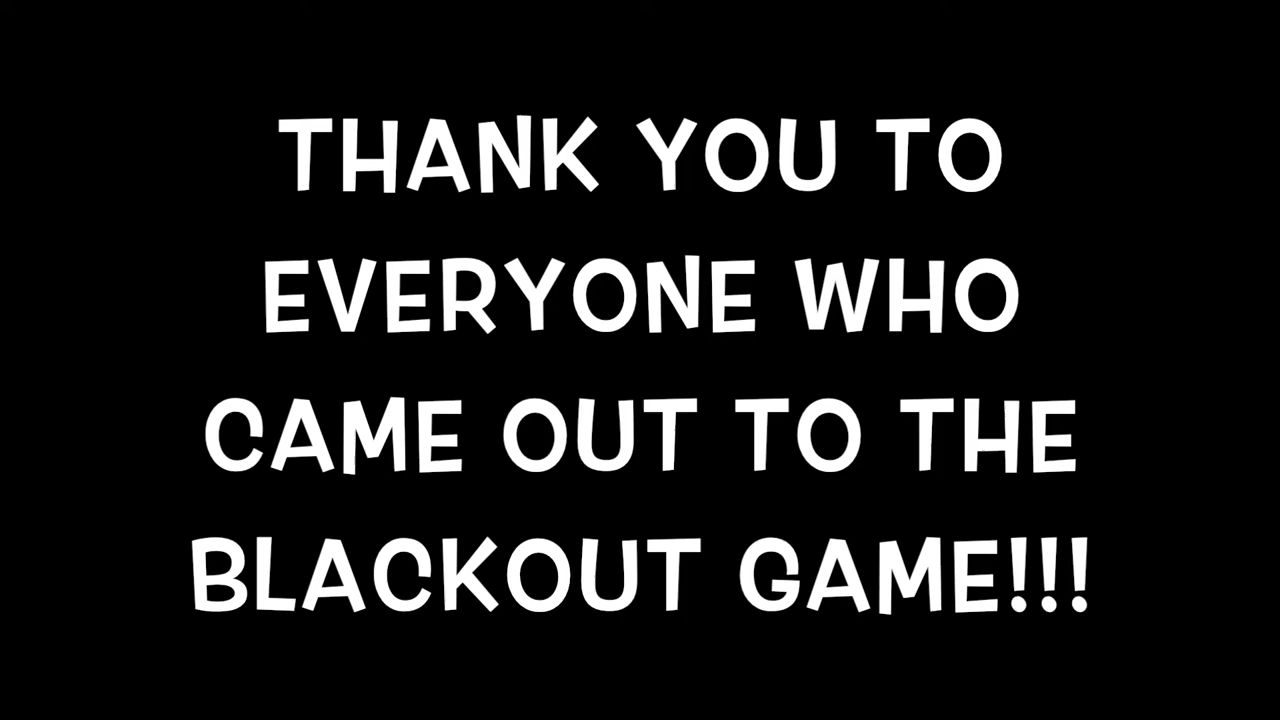 THANK YOU TO
EVERYONE WHO
CAME OUT TO THE
BLACKOUT GAME!!!